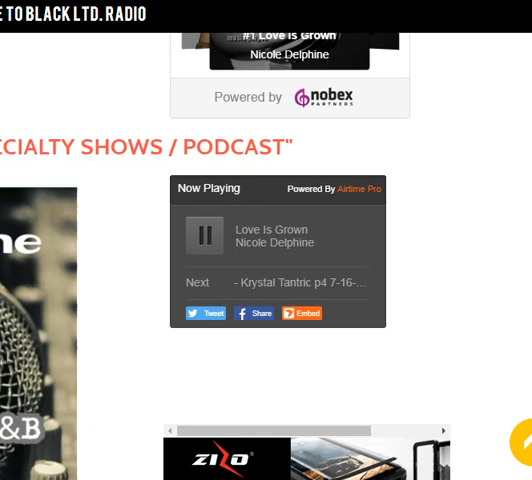 E TO BLACK LTD. RADIO
#1 Love Is Grown
Nicole Delphine
Powered by nobex
PARTNERS
ECIALTY SHOWS / PODCAST"
Now Playing
Powered By Airtime Pro
Love Is Grown
Nicole Delphine
Next - Krystal Tantric p4 7-16-...
Tweet
Share
Embed
ne
&B
ZIZO®